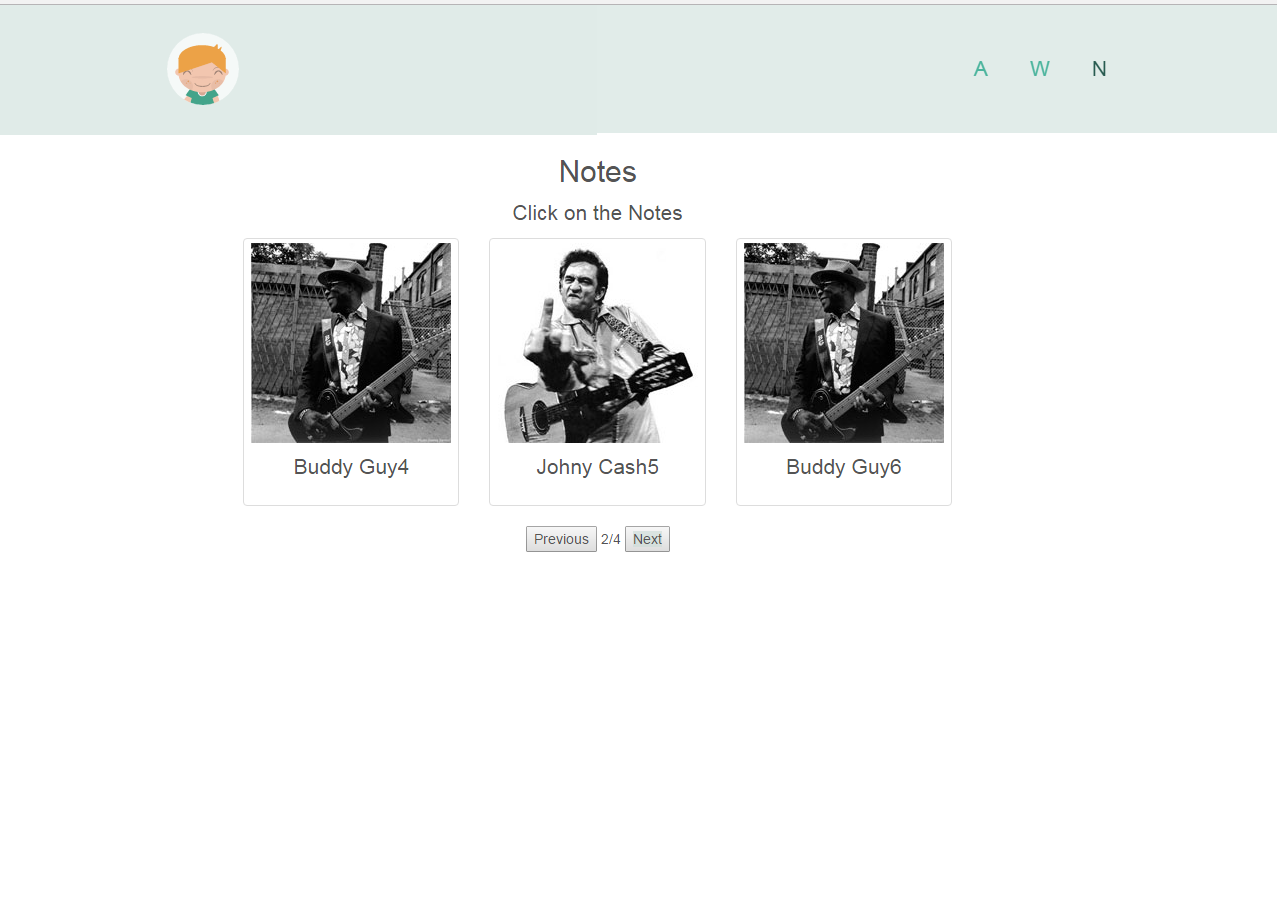 A W N
Notes
Click on the Notes
Buddy Guy4 Johny Cash5 Buddy Guy6
Previous 2/4 Next